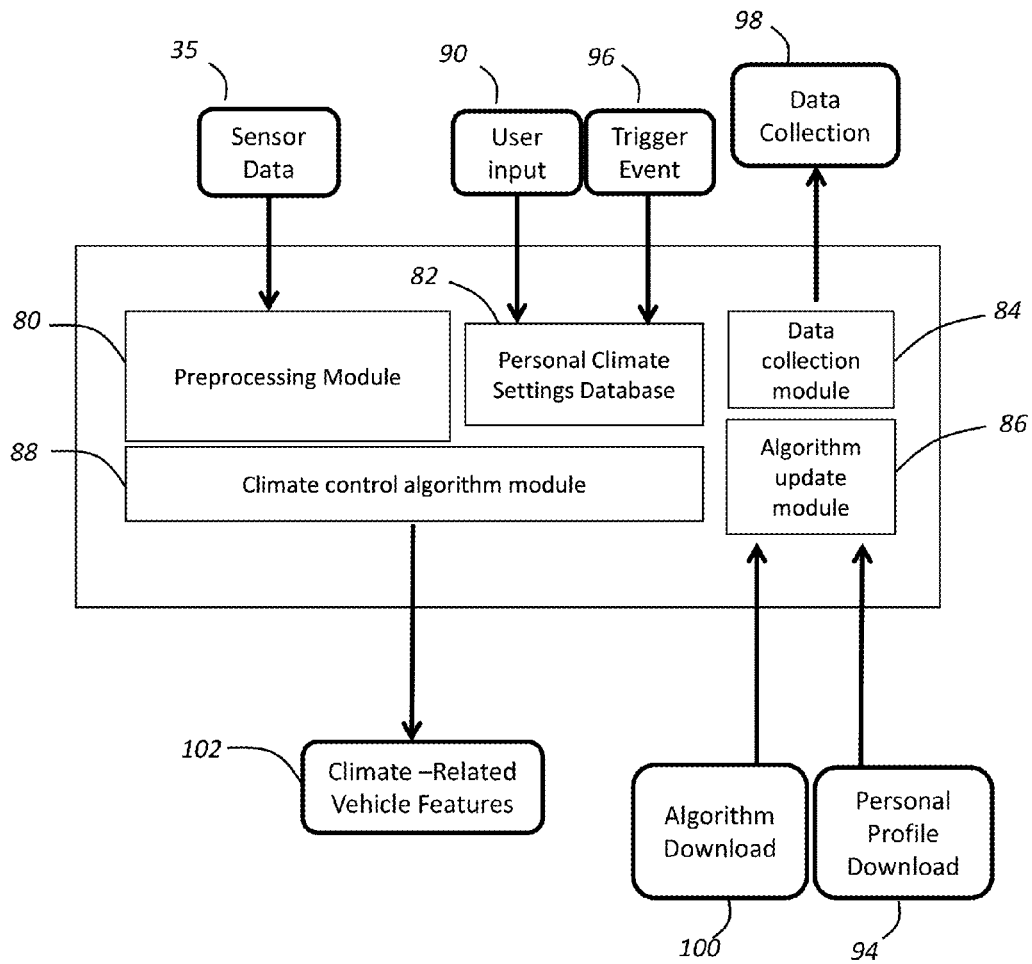 98
35
90
96
Data
Collection
Sensor
Data
User
input
Trigger
Event
82
80
84
Preprocessing Module
Personal Climate
Settings Database
Data
collection
module
86
88
Climate control algorithm module
Algorithm
update
module
102
Climate –Related
Vehicle Features
Algorithm
Download
Personal
Profile
Download
100
94